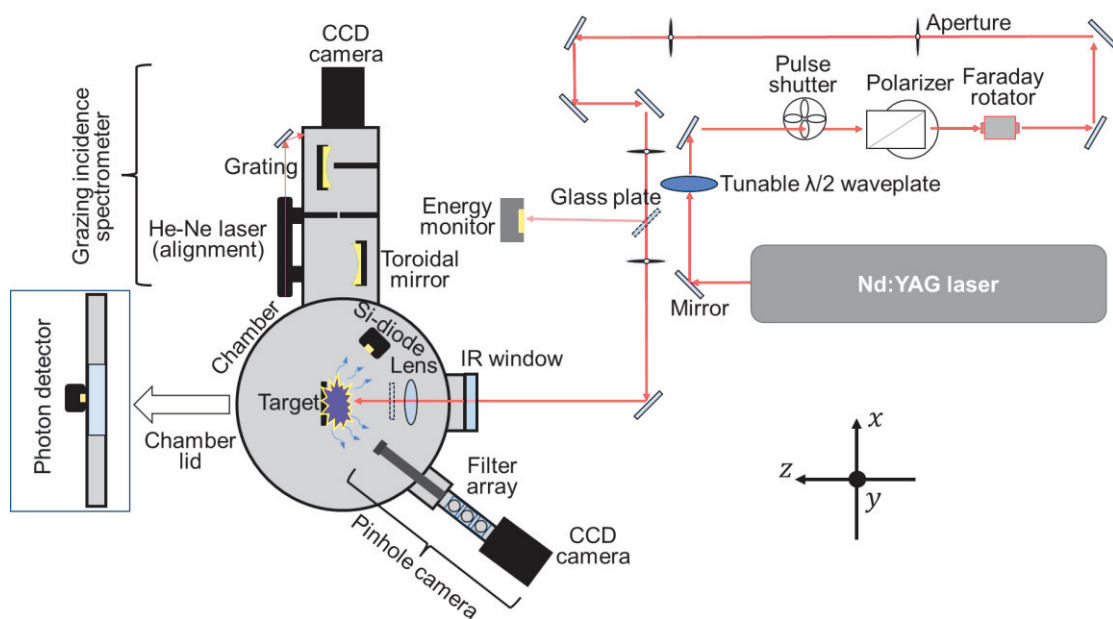 CCD
camera
Grazing incidence
spectrometer
Grating
He-Ne laser
(alignment)
Toroidal
mirror
Chamber
Photon detector
Chamber
lid
Target
Si-diode
Lens
IR window
Filter
array
Pinhole camera
CCD
camera
Energy
monitor
Glass plate
Aperture
Pulse
shutter
Polarizer
Faraday
rotator
Tunable λ/2 waveplate
Mirror
Nd:YAG laser
x
z
y